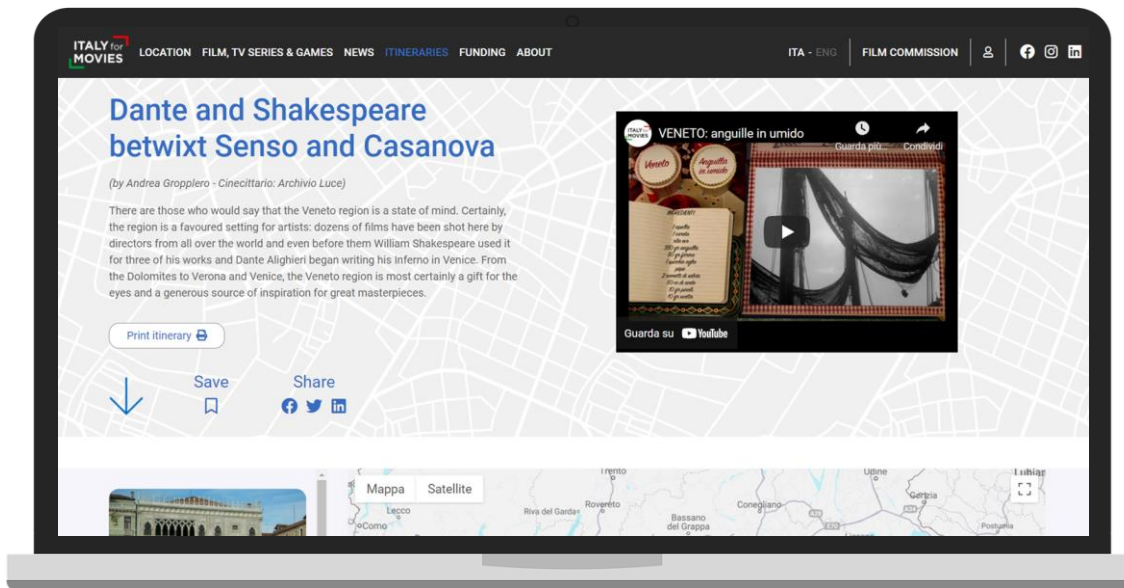 ITALY for
MOVIES
LOCATION FILM, TV SERIES & GAMES NEWS ITINERARIES FUNDING ABOUT
ITA - ENG FILM COMMISSION
Dante and Shakespeare
betwixt Senso and Casanova
(by Andrea Gropplero - Cinecittario: Archivio Luce)
There are those who would say that the Veneto region is a state of mind. Certainly,
the region is a favoured setting for artists: dozens of films have been shot here by
directors from all over the world and even before them William Shakespeare used it
for three of his works and Dante Alighieri began writing his Inferno in Venice. From
the Dolomites to Verona and Venice, the Veneto region is most certainly a gift for the
eyes and a generous source of inspiration for great masterpieces.
Print itinerary
Save
Share
ITALY for
MOVIES
VENETO: anguille in umido
Guarda più...
Condividi
Veneto
Anguilla
in umido
INGREDIENTI
Guarda su YouTube
Mappa Satellite
Trento
Udine
Lecco
Como
Riva del Garda
Rovereto
Bassano
del Grappa
Conegliano
Gorizia
Postumia